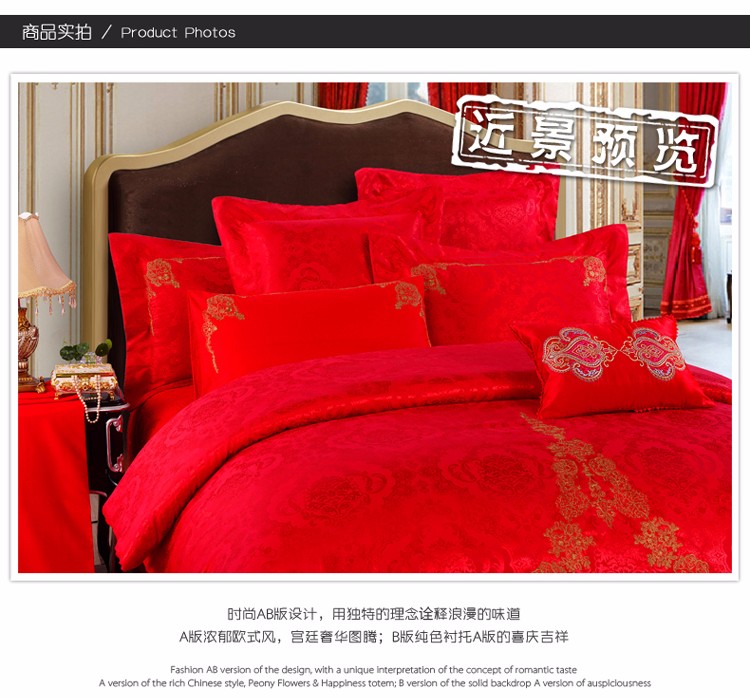 商品实拍 / Product Photos
近景预览
时尚AB版设计，用独特的理念诠释浪漫的味道
A版浓郁欧式风，宫廷奢华图腾；B版纯色衬托A版的喜庆吉祥
Fashion AB version of the design, with a unique interpretation of the concept of romantic taste
A version of the rich Chinese style, Peony Flowers & Happiness totem; B version of the solid backdrop A version of auspiciousness